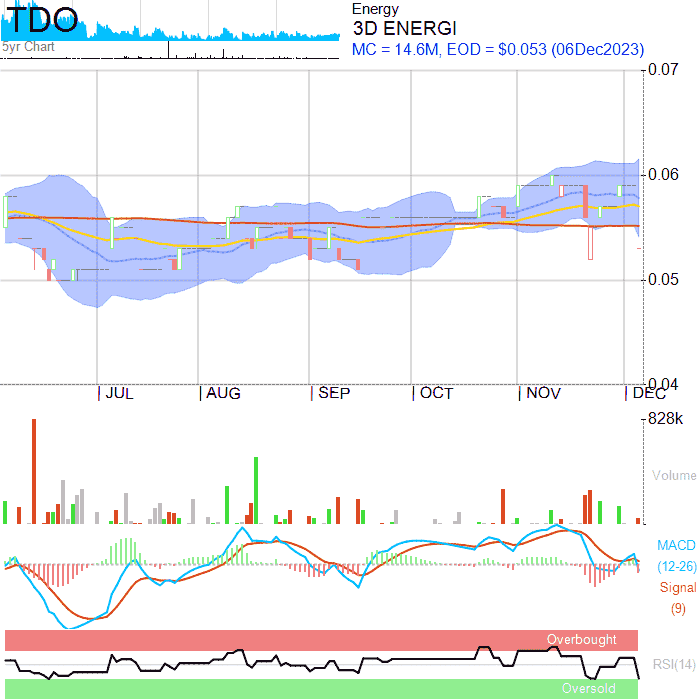 TDO
5yr Chart
Energy
3D ENERGI
MC = 14.6M, EOD = $0.053 (06Dec2023)
0.07
0.06
0.05
0.04
JUL AUG SEP OCT NOV DEC
828k
Volume
MACD
(12-26)
Signal
(9)
Overbought
RSI(14)
Oversold